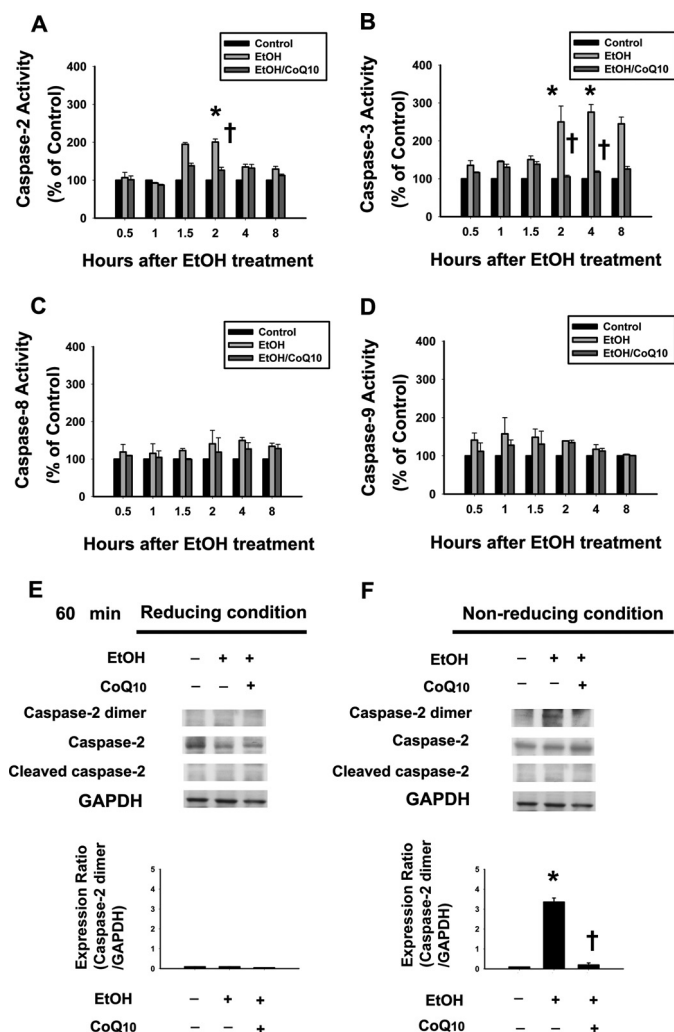 A
Control
EtOH
EtOH/CoQ10
Caspase-2 Activity
(% of Control)
400
300
200
100
0
*
†
0.5 1 1.5 2 4 8
Hours after EtOH treatment
B
Control
EtOH
EtOH/CoQ10
Caspase-3 Activity
(% of Control)
400
300
200
100
0
* *
† †
0.5 1 1.5 2 4 8
Hours after EtOH treatment
C
Control
EtOH
EtOH/CoQ10
Caspase-8 Activity
(% of Control)
400
300
200
100
0
0.5 1 1.5 2 4 8
Hours after EtOH treatment
D
Control
EtOH
EtOH/CoQ10
Caspase-9 Activity
(% of Control)
400
300
200
100
0
0.5 1 1.5 2 4 8
Hours after EtOH treatment
E
60 min Reducing condition
EtOH – + +
CoQ10 – – +
Caspase-2 dimer
Caspase-2
Cleaved caspase-2
GAPDH
Expression Ratio
(Caspase-2 dimer
/GAPDH)
5
4
3
2
1
0
EtOH – + +
CoQ10 – – +
F
Non-reducing condition
EtOH – + +
CoQ10 – – +
Caspase-2 dimer
Caspase-2
Cleaved caspase-2
GAPDH
Expression Ratio
(Caspase-2 dimer
/GAPDH)
5
4
3
2
1
0
*
†
EtOH – + +
CoQ10 – – +